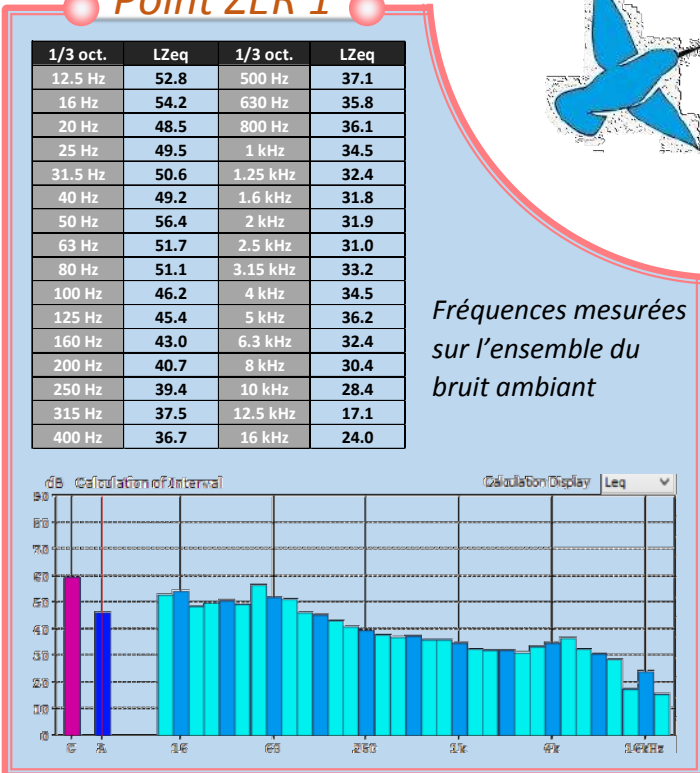 Point ZER 1
1/3 oct. LZeq 1/3 oct. LZeq
12.5 Hz 52.8 500 Hz 37.1
16 Hz 54.2 630 Hz 35.8
20 Hz 48.5 800 Hz 36.1
25 Hz 49.5 1 kHz 34.5
31.5 Hz 50.6 1.25 kHz 32.4
40 Hz 49.2 1.6 kHz 31.8
50 Hz 56.4 2 kHz 31.9
63 Hz 51.7 2.5 kHz 31.0
80 Hz 51.1 3.15 kHz 33.2
100 Hz 46.2 4 kHz 34.5
125 Hz 45.4 5 kHz 36.2
160 Hz 43.0 6.3 kHz 32.4
200 Hz 40.7 8 kHz 30.4
250 Hz 39.4 10 kHz 28.4
315 Hz 37.5 12.5 kHz 17.1
400 Hz 36.7 16 kHz 24.0
Fréquences mesurées
sur l’ensemble du
bruit ambiant
dB Calculation of Interval Calculation Display Leq
90
80
70
60
50
40
30
20
10
0
C A 16 63 250 1k 4k 16kHz